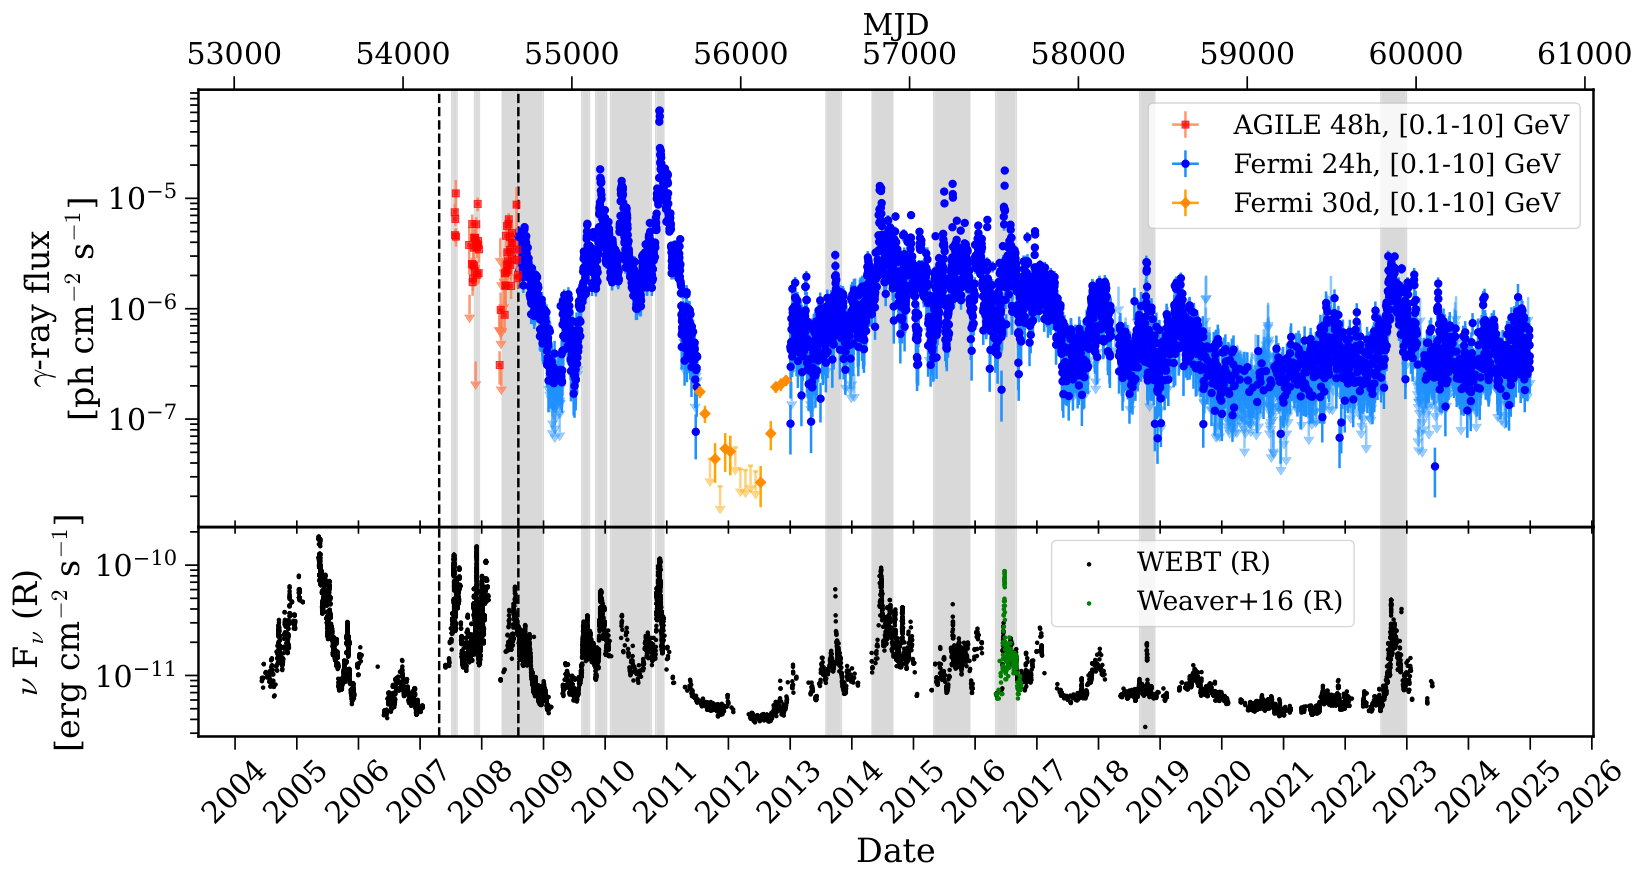 MJD
53000 54000 55000 56000 57000 58000 59000 60000 61000
γ-ray flux
[ph cm⁻² s⁻¹]
10⁻⁵
10⁻⁶
10⁻⁷
AGILE 48h, [0.1-10] GeV
Fermi 24h, [0.1-10] GeV
Fermi 30d, [0.1-10] GeV
ν F_ν (R)
[erg cm⁻² s⁻¹]
10⁻¹⁰
10⁻¹¹
WEBT (R)
Weaver+16 (R)
2004 2005 2006 2007 2008 2009 2010 2011 2012 2013 2014 2015 2016 2017 2018 2019 2020 2021 2022 2023 2024 2025 2026
Date